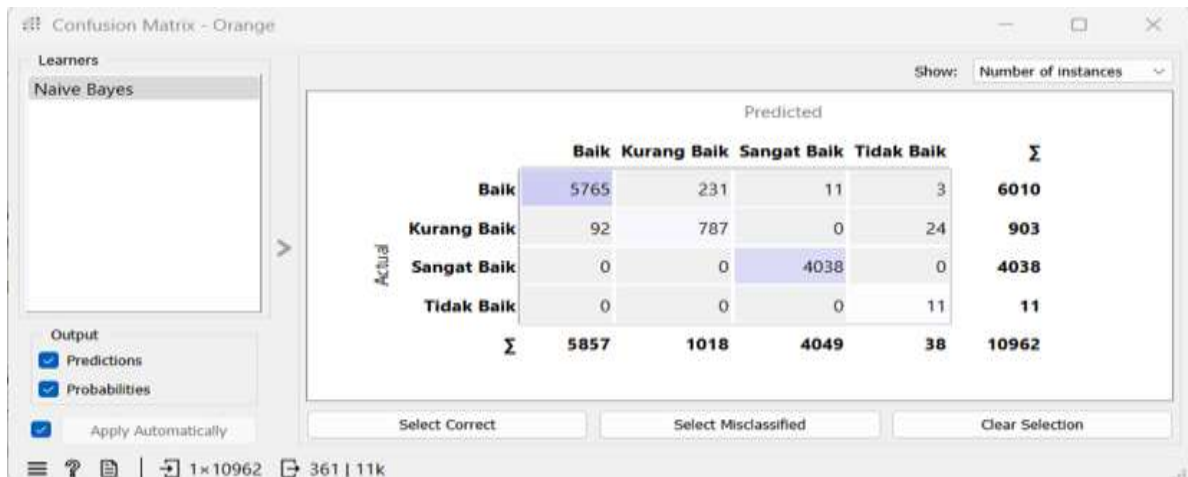 Confusion Matrix - Orange
Learners
Naive Bayes
Show: Number of instances
Predicted
Baik Kurang Baik Sangat Baik Tidak Baik Σ
Baik 5765 231 11 3 6010
Kurang Baik 92 787 0 24 903
Actual
Sangat Baik 0 0 4038 0 4038
Tidak Baik 0 0 0 11 11
Σ 5857 1018 4049 38 10962
Output
Predictions
Probabilities
Apply Automatically
Select Correct Select Misclassified Clear Selection
1×10962 361 | 11k